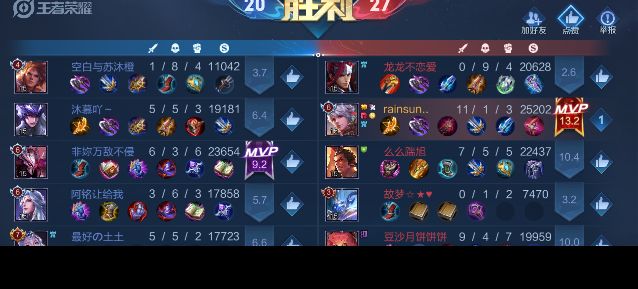 王者荣耀
20 胜利 27
加好友 点赞 举报
空白与苏沐橙 1 / 8 / 4 11042 3.7
龙龙不恋爱 0 / 9 / 4 20628 2.6
沐暮吖~ 5 / 5 / 3 19181 6.4
rainsun.. 11 / 1 / 3 25202 MVP 13.2 1
非妳万敌不侵 6 / 3 / 6 23654 MVP 9.2
么么踹旭 7 / 5 / 5 22437 10.4
阿铭让给我 3 / 6 / 3 17858 5.7
故梦☆★♥ 0 / 1 / 2 7470 3.2
最好の土土 5 / 5 / 2 17723 6.6
豆沙月饼饼饼 9 / 4 / 7 19959 10.0